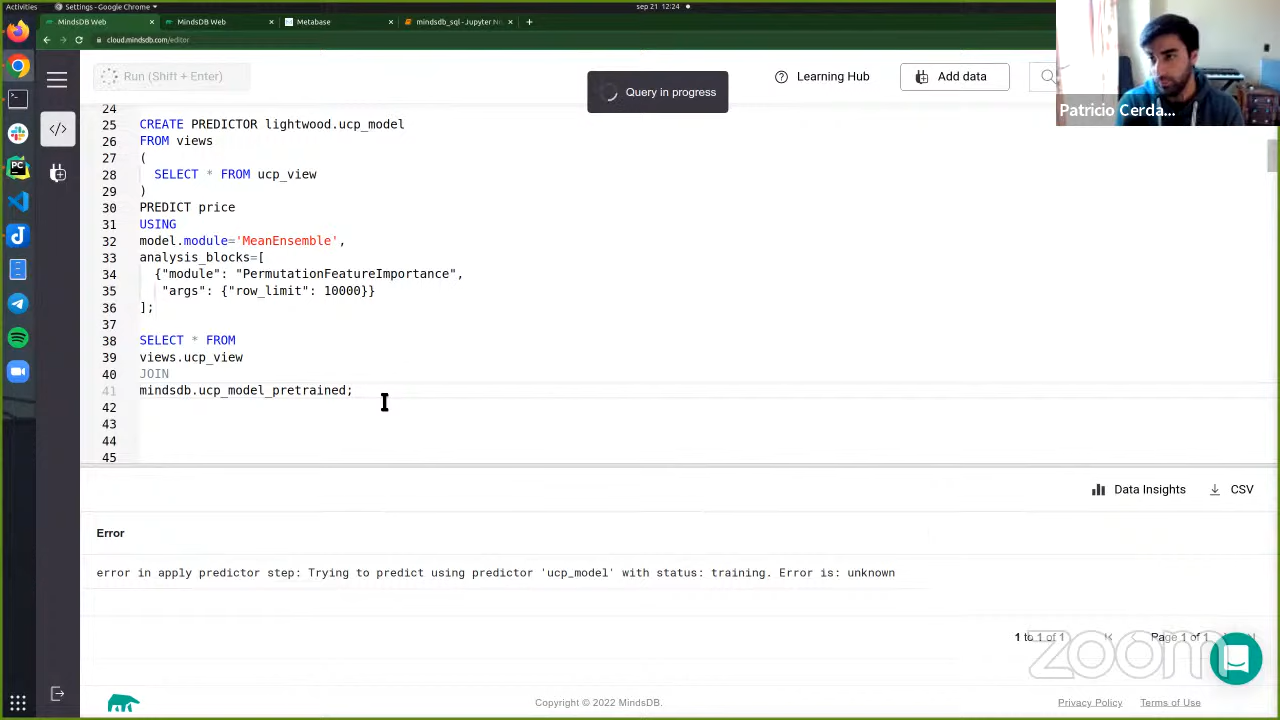 Activities
Settings - Google Chrome
sep 21 12:24
MindsDB Web
MindsDB Web
Metabase
mindsdb_sql - Jupyter No
cloud.mindsdb.com/editor
Run (Shift + Enter)
Query in progress
Learning Hub
Add data
Patricio Cerda...
24
25 CREATE PREDICTOR lightwood.ucp_model
26 FROM views
27 (
28 SELECT * FROM ucp_view
29 )
30 PREDICT price
31 USING
32 model.module='MeanEnsemble',
33 analysis_blocks=[
34 {"module": "PermutationFeatureImportance",
35 "args": {"row_limit": 10000}}
36 ];
37
38 SELECT * FROM
39 views.ucp_view
40 JOIN
41 mindsdb.ucp_model_pretrained;
42
43
44
45
Data Insights
CSV
Error
error in apply predictor step: Trying to predict using predictor 'ucp_model' with status: training. Error is: unknown
1 to 1 of 1
Page 1 of 1
zoom
Copyright © 2022 MindsDB.
Privacy Policy
Terms of Use